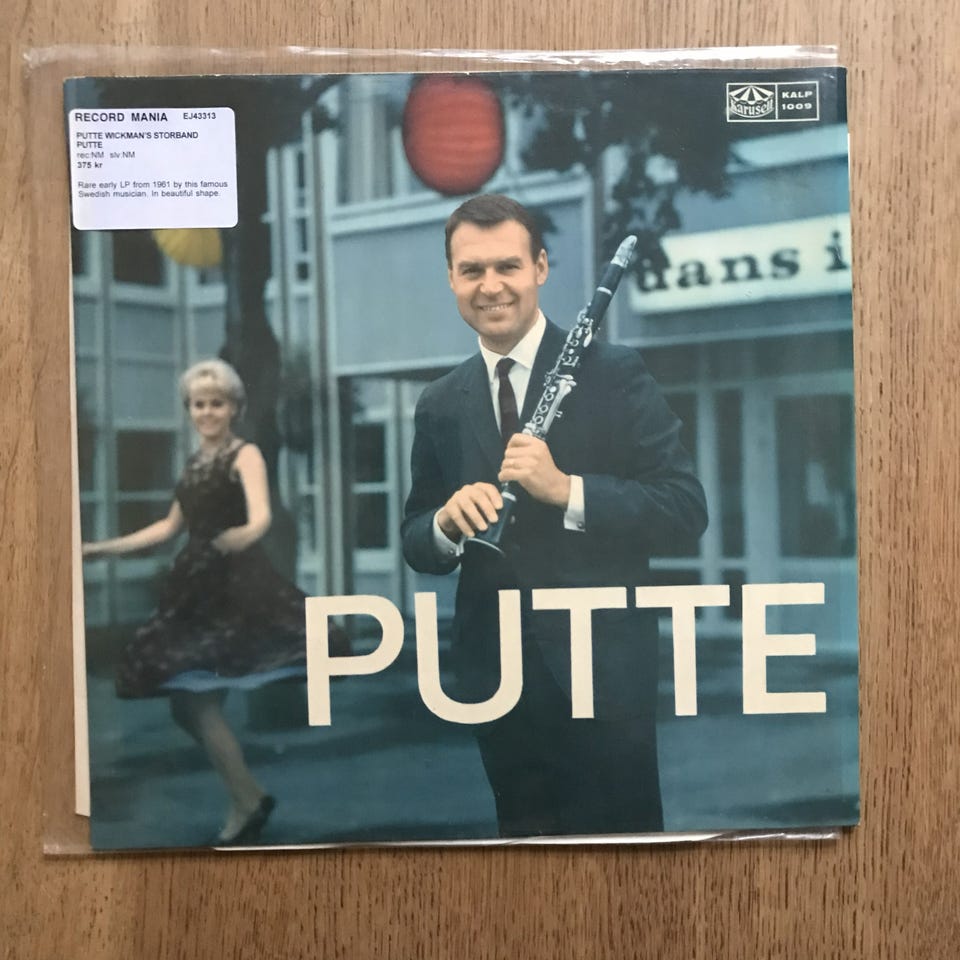 RECORD MANIA EJ43313
PUTTE WICKMAN'S STORBAND
PUTTE
rec:NM slv:NM
375 kr
Rare early LP from 1961 by this famous
Swedish musician. In beautiful shape.
Karusell
KALP
1009
dans i
PUTTE